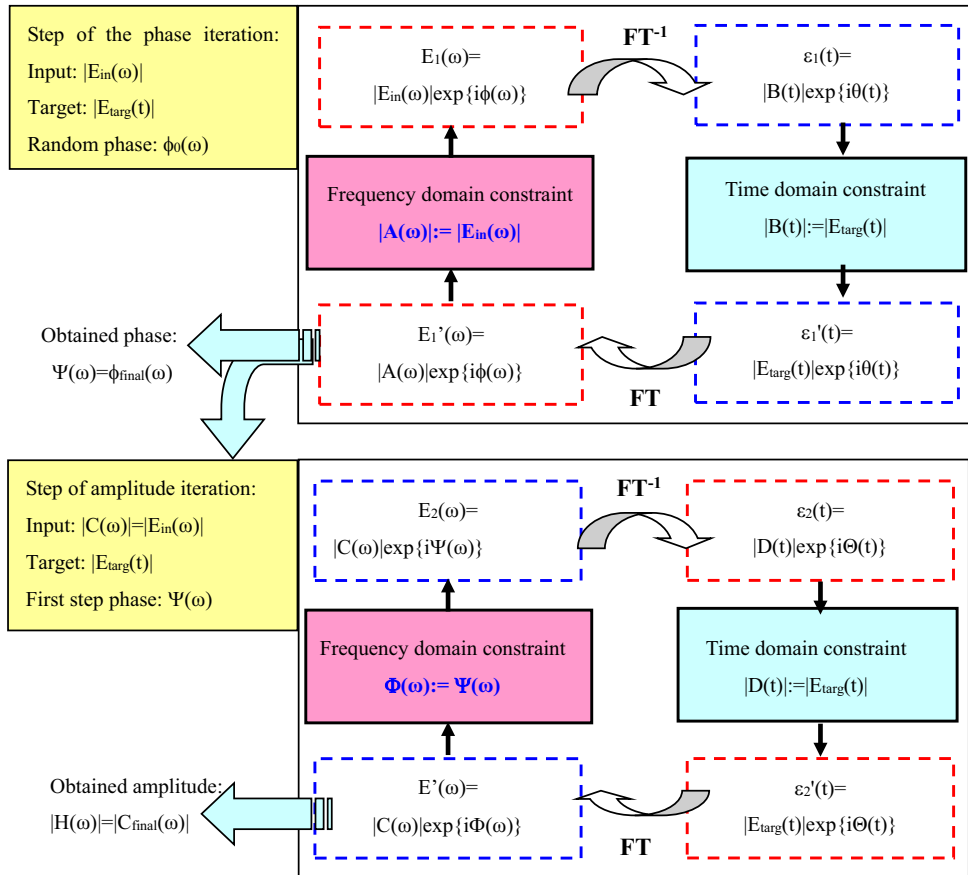 Step of the phase iteration:
Input: |Ein(ω)|
Target: |Etarg(t)|
Random phase: ϕ0(ω)
E1(ω)=
|Ein(ω)|exp{iϕ(ω)}
FT-1
ε1(t)=
|B(t)|exp{iθ(t)}
Frequency domain constraint
|A(ω)|:= |Ein(ω)|
Time domain constraint
|B(t)|:=|Etarg(t)|
Obtained phase:
Ψ(ω)=ϕfinal(ω)
E1’(ω)=
|A(ω)|exp{iϕ(ω)}
FT
ε1'(t)=
|Etarg(t)|exp{iθ(t)}
Step of amplitude iteration:
Input: |C(ω)|=|Ein(ω)|
Target: |Etarg(t)|
First step phase: Ψ(ω)
E2(ω)=
|C(ω)|exp{iΨ(ω)}
FT-1
ε2(t)=
|D(t)|exp{iΘ(t)}
Frequency domain constraint
Φ(ω):= Ψ(ω)
Time domain constraint
|D(t)|:=|Etarg(t)|
Obtained amplitude:
|H(ω)|=|Cfinal(ω)|
E’(ω)=
|C(ω)|exp{iΦ(ω)}
FT
ε2'(t)=
|Etarg(t)|exp{iΘ(t)}